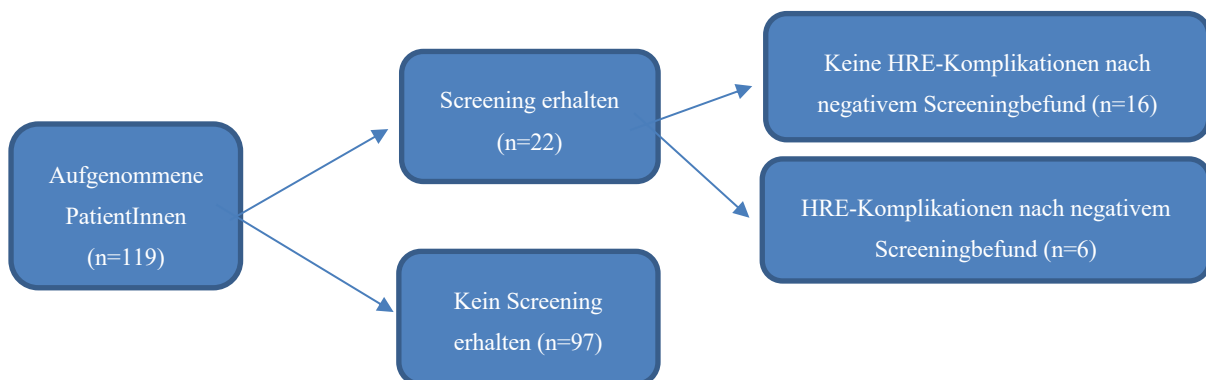 Aufgenommene
PatientInnen
(n=119)
Screening erhalten
(n=22)
Kein Screening
erhalten (n=97)
Keine HRE-Komplikationen nach
negativem Screeningbefund (n=16)
HRE-Komplikationen nach negativem
Screeningbefund (n=6)